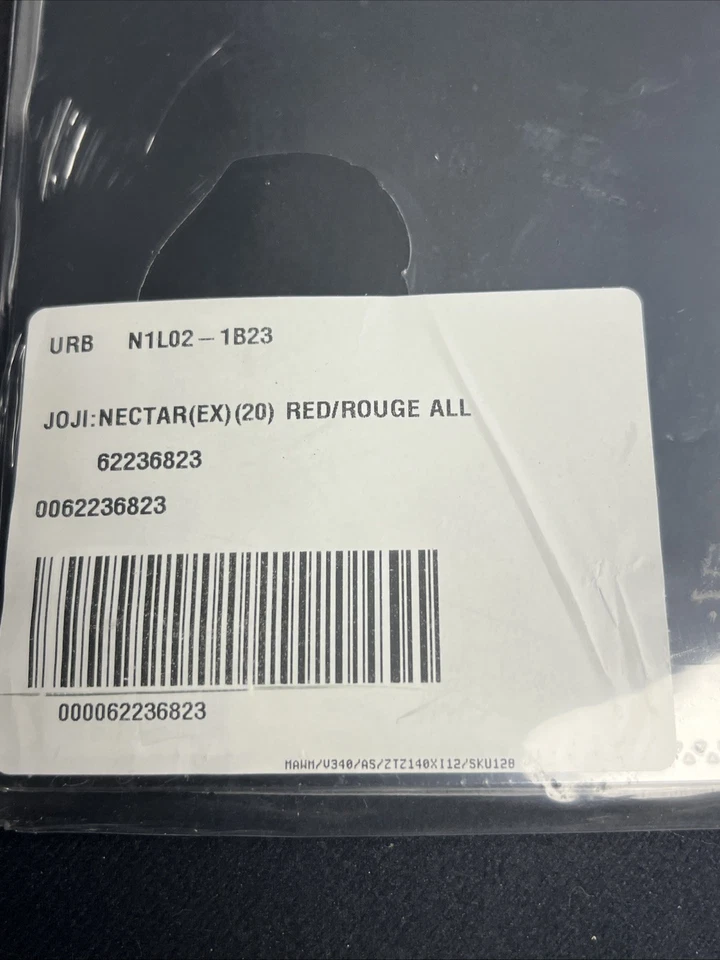 URB N1L02-1B23
JOJI:NECTAR(EX)(20) RED/ROUGE ALL
62236823
0062236823
000062236823
MAWM/V340/AS/ZTZ140XI12/SKU128